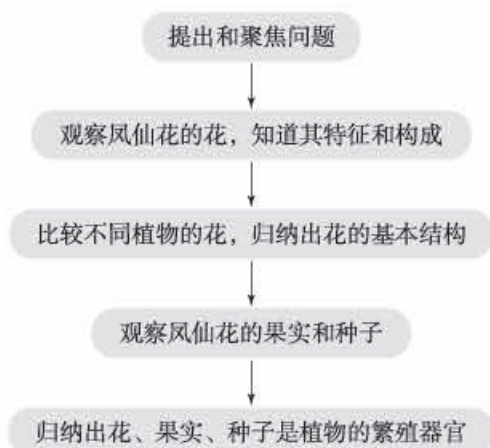 提出和聚焦问题
观察凤仙花的花，知道其特征和构成
比较不同植物的花，归纳出花的基本结构
观察凤仙花的果实和种子
归纳出花、果实、种子是植物的繁殖器官